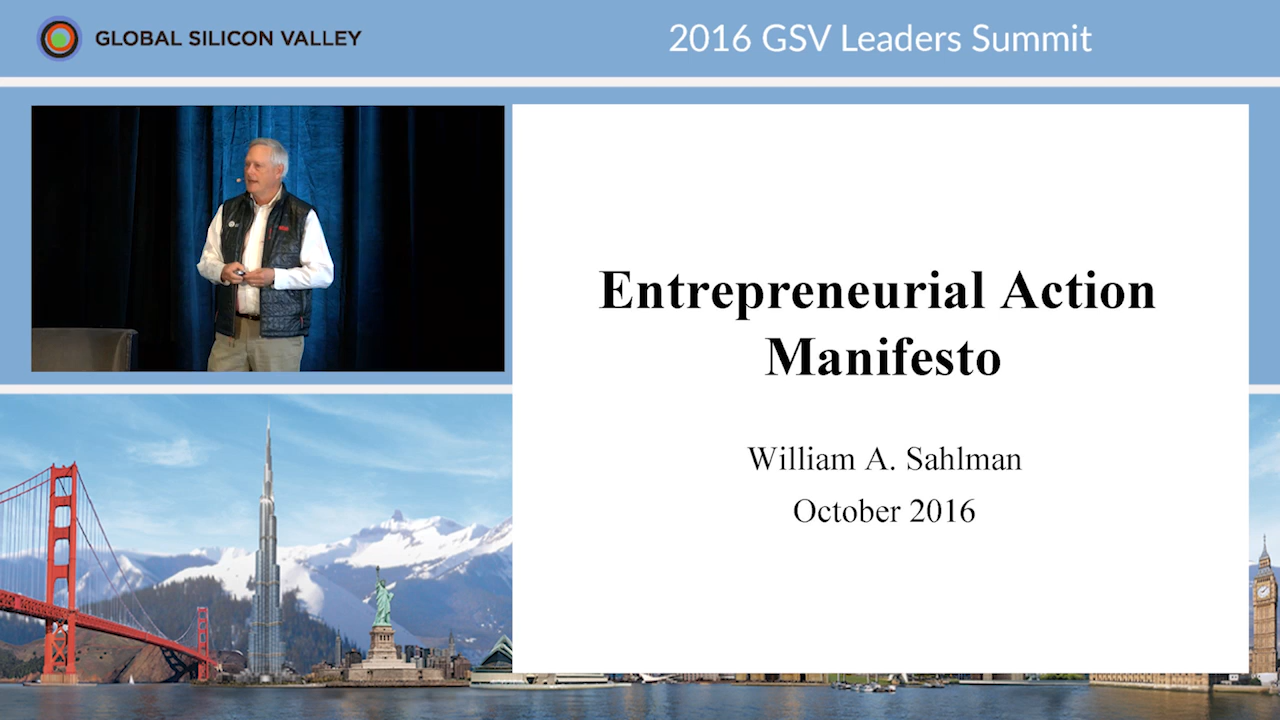 GLOBAL SILICON VALLEY
2016 GSV Leaders Summit
Entrepreneurial Action
Manifesto
William A. Sahlman
October 2016